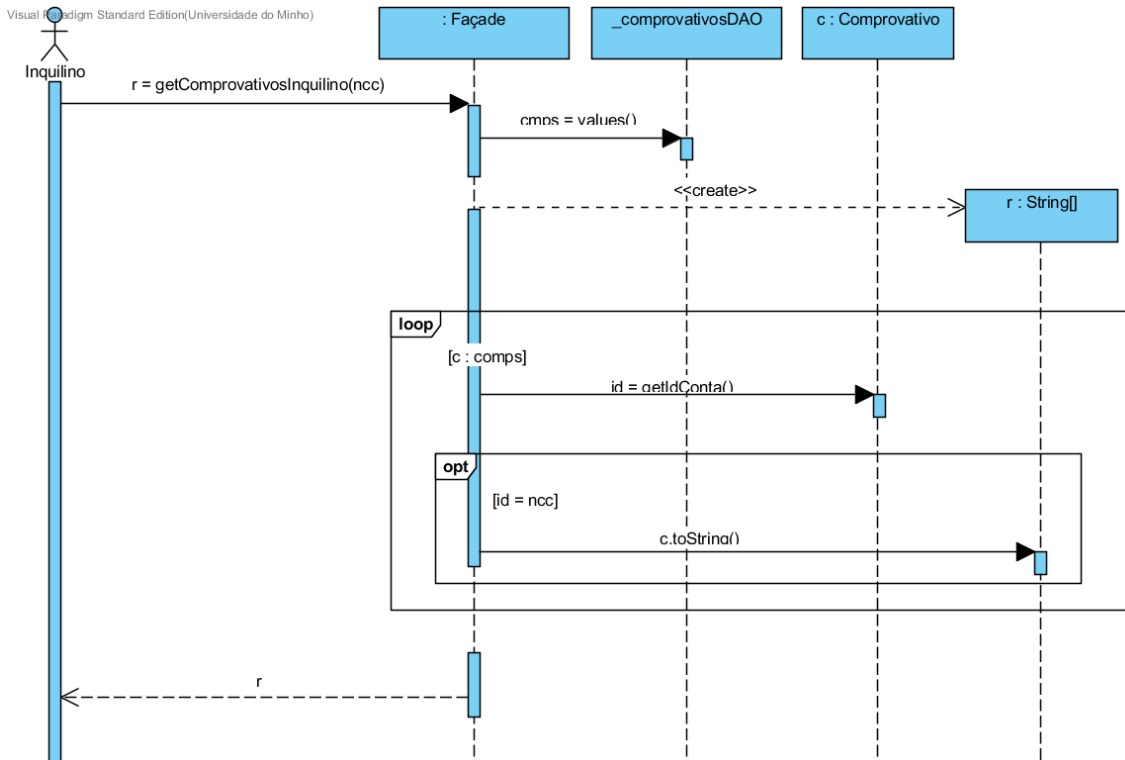 Visual Paradigm Standard Edition(Universidade do Minho)
: Façade
_comprovativosDAO
c : Comprovativo
Inquilino
r = getComprovativosInquilino(ncc)
cmps = values()
<<create>>
r : String[]
loop
[c : comps]
id = getIdConta()
opt
[id = ncc]
c.toString()
r